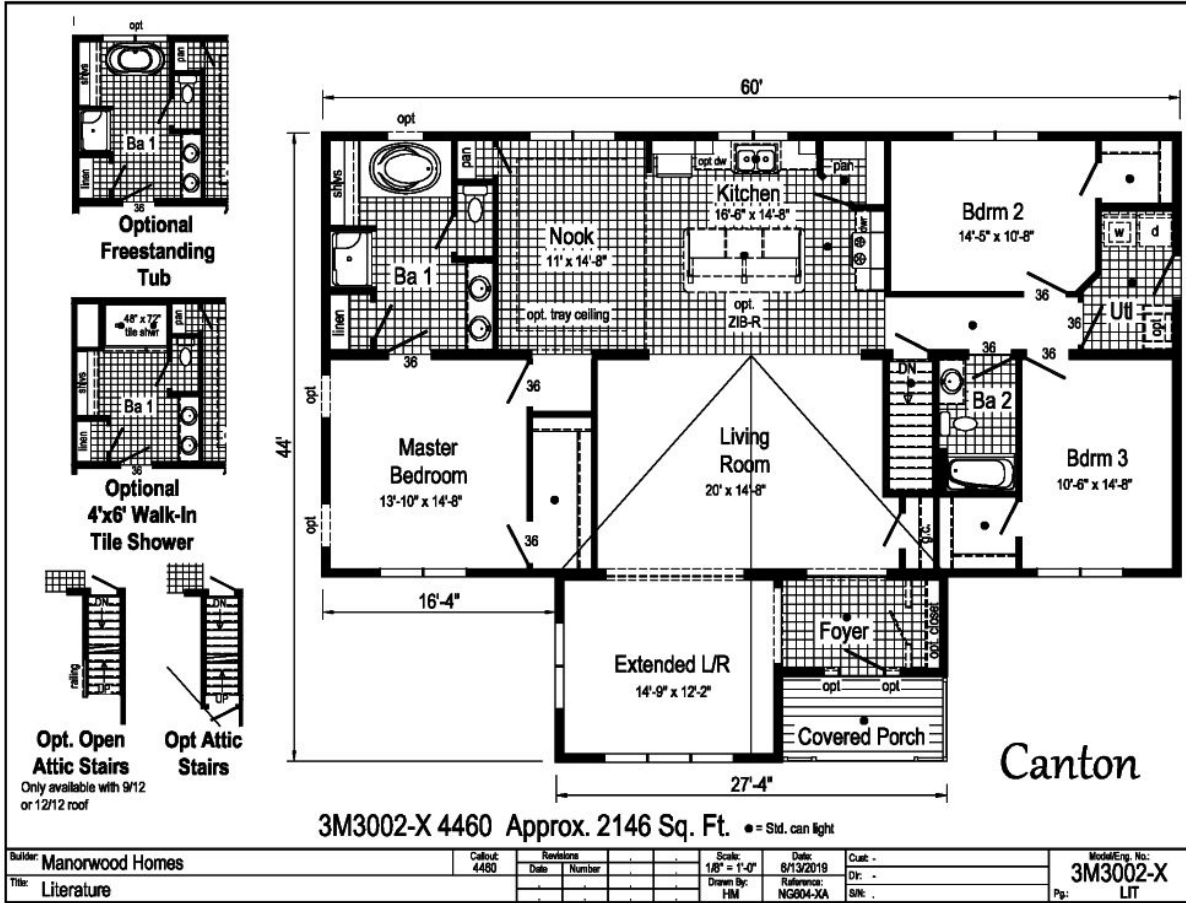 opt
shlvs
pan
Ba 1
linen
36
Optional
Freestanding
Tub
48" x 72"
tile shwr
pan
shlvs
Ba 1
linen
36
Optional
4'x6' Walk-In
Tile Shower
DN
railing
UP
Opt. Open
Attic Stairs
Only available with 9/12
or 12/12 roof
DN
UP
Opt Attic
Stairs
60'
44'
opt
shlvs
Ba 1
linen
36
pan
Nook
11' x 14'-8"
opt. tray ceiling
opt dw
Kitchen
16'-6" x 14'-8"
opt.
ZIB-R
pan
dwr
Bdrm 2
14'-5" x 10'-8"
36
w
d
Utl
36
opt
36
36
opt
opt
Master
Bedroom
13'-10" x 14'-8"
36
36
Living
Room
20' x 14'-8"
DN
Ba 2
Bdrm 3
10'-6" x 14'-8"
g.c.
16'-4"
Extended L/R
14'-9" x 12'-2"
Foyer
opt. closet
opt
opt
Covered Porch
27'-4"
Canton
3M3002-X 4460 Approx. 2146 Sq. Ft. ● = Std. can light
Builder: Manorwood Homes
Title: Literature
Callout:
4460
Revisions
Date Number
Scale:
1/8" = 1'-0"
Drawn By:
HM
Date:
6/13/2019
Reference:
NG604-XA
Cust: -
Dir: -
S/N: .
Model/Eng. No.:
3M3002-X
Pg.: LIT